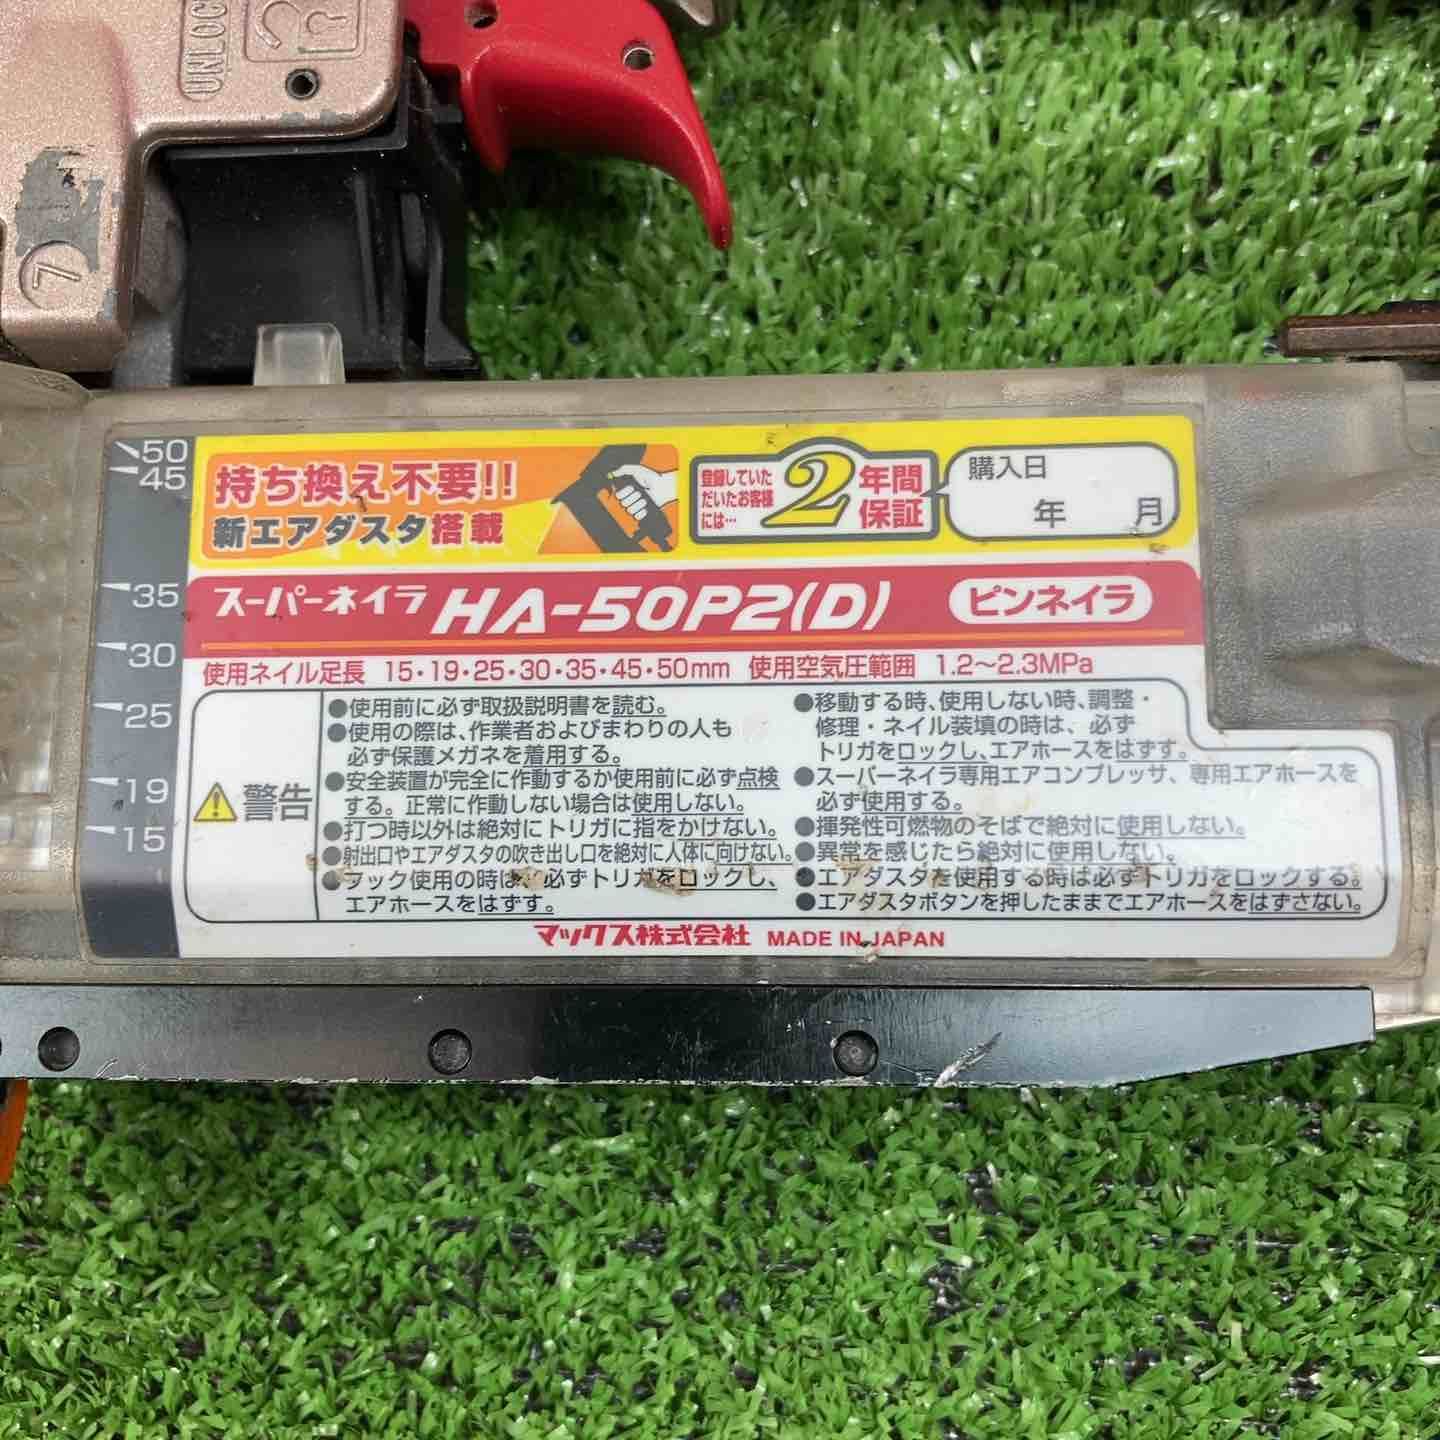 UNLOC
R
7
50
45
35
30
25
19
15
持ち換え不要!!
新エアダスタ搭載
登録していた
だいたお客様
には…
2年間
保証
購入日
年 月
スーパーネイラ HA-50P2(D) ピンネイラ
使用ネイル足長 15・19・25・30・35・45・50mm 使用空気圧範囲 1.2~2.3MPa
警告
●使用前に必ず取扱説明書を読む。
●使用の際は、作業者およびまわりの人も
必ず保護メガネを着用する。
●安全装置が完全に作動するか使用前に必ず点検
する。正常に作動しない場合は使用しない。
●打つ時以外は絶対にトリガに指をかけない。
●射出口やエアダスタの吹き出し口を絶対に人体に向けない。
●フック使用の時は、必ずトリガをロックし、
エアホースをはずす。
●移動する時、使用しない時、調整・
修理・ネイル装填の時は、必ず
トリガをロックし、エアホースをはずす。
●スーパーネイラ専用エアコンプレッサ、専用エアホースを
必ず使用する。
●揮発性可燃物のそばで絶対に使用しない。
●異常を感じたら絶対に使用しない。
●エアダスタを使用する時は必ずトリガをロックする。
●エアダスタボタンを押したままでエアホースをはずさない。
マックス株式会社 MADE IN JAPAN